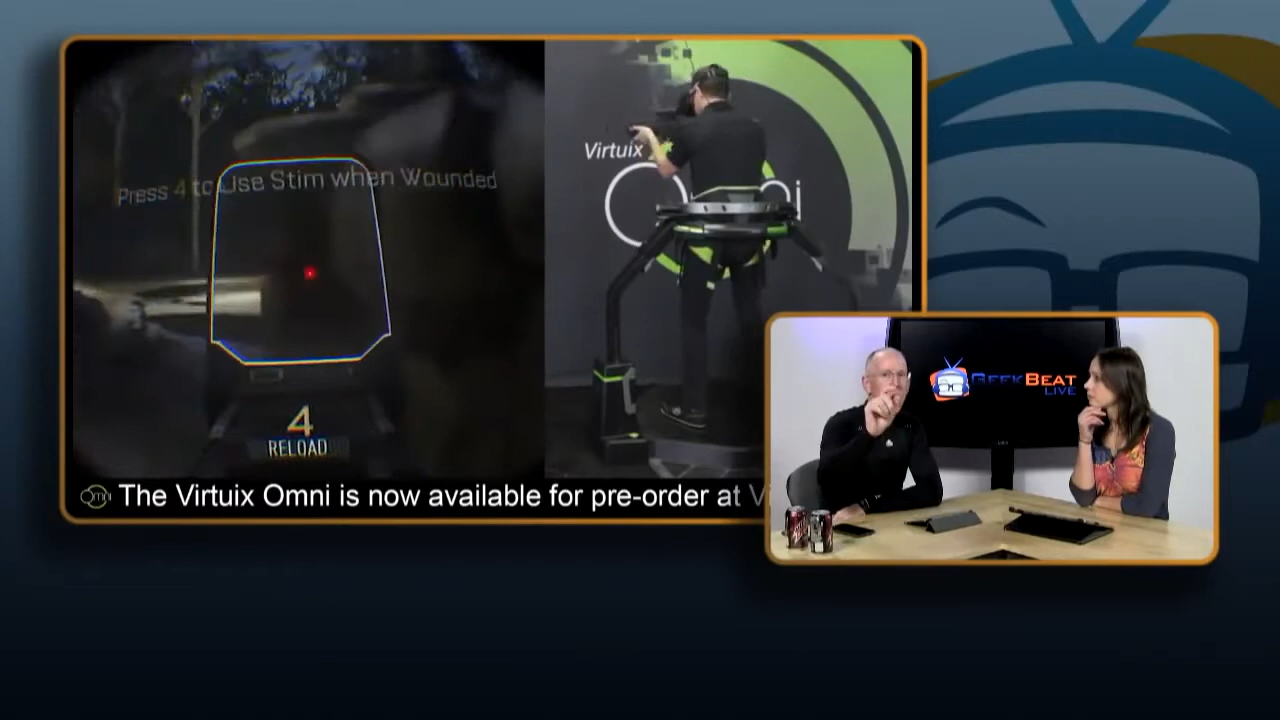 Press 4 to Use Stim when Wounded
4
RELOAD
Virtuix
Omni
Omni The Virtuix Omni is now available for pre-order at V
GEEKBEAT
LIVE